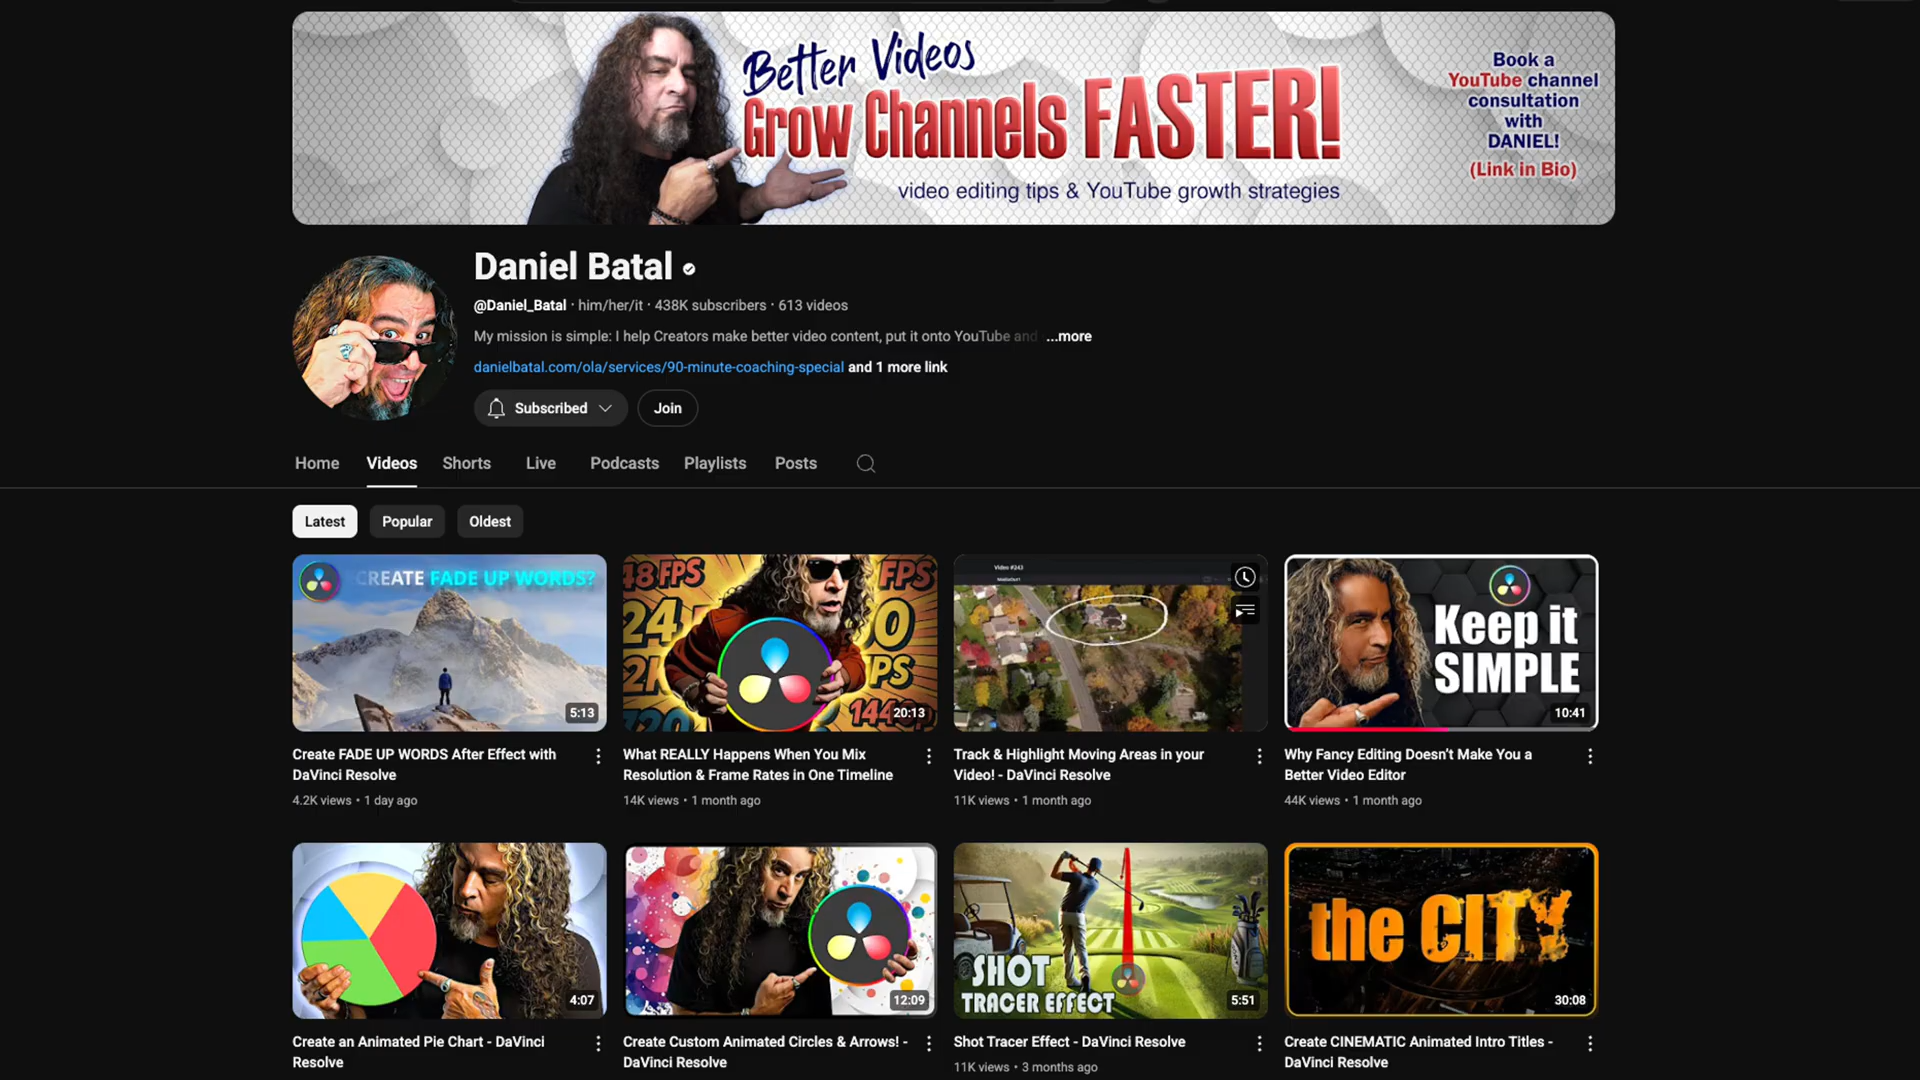 Better Videos
Grow Channels FASTER!
video editing tips & YouTube growth strategies
Book a
YouTube channel
consultation
with
DANIEL!
(Link in Bio)
Daniel Batal
@Daniel_Batal · him/her/it · 438K subscribers · 613 videos
My mission is simple: I help Creators make better video content, put it onto YouTube and ...more
danielbatal.com/ola/services/90-minute-coaching-special and 1 more link
Subscribed
Join
Home Videos Shorts Live Podcasts Playlists Posts
Latest Popular Oldest
CREATE FADE UP WORDS?
5:13
Create FADE UP WORDS After Effect with
DaVinci Resolve
4.2K views • 1 day ago
48FPS
FPS
24
2K
PS
720
144
20:13
What REALLY Happens When You Mix
Resolution & Frame Rates in One Timeline
14K views • 1 month ago
Video #243
Track & Highlight Moving Areas in your
Video! - DaVinci Resolve
11K views • 1 month ago
Keep it
SIMPLE
10:41
Why Fancy Editing Doesn’t Make You a
Better Video Editor
44K views • 1 month ago
4:07
Create an Animated Pie Chart - DaVinci
Resolve
12:09
Create Custom Animated Circles & Arrows! -
DaVinci Resolve
SHOT
TRACER EFFECT
5:51
Shot Tracer Effect - DaVinci Resolve
11K views • 3 months ago
the CITY
30:08
Create CINEMATIC Animated Intro Titles -
DaVinci Resolve